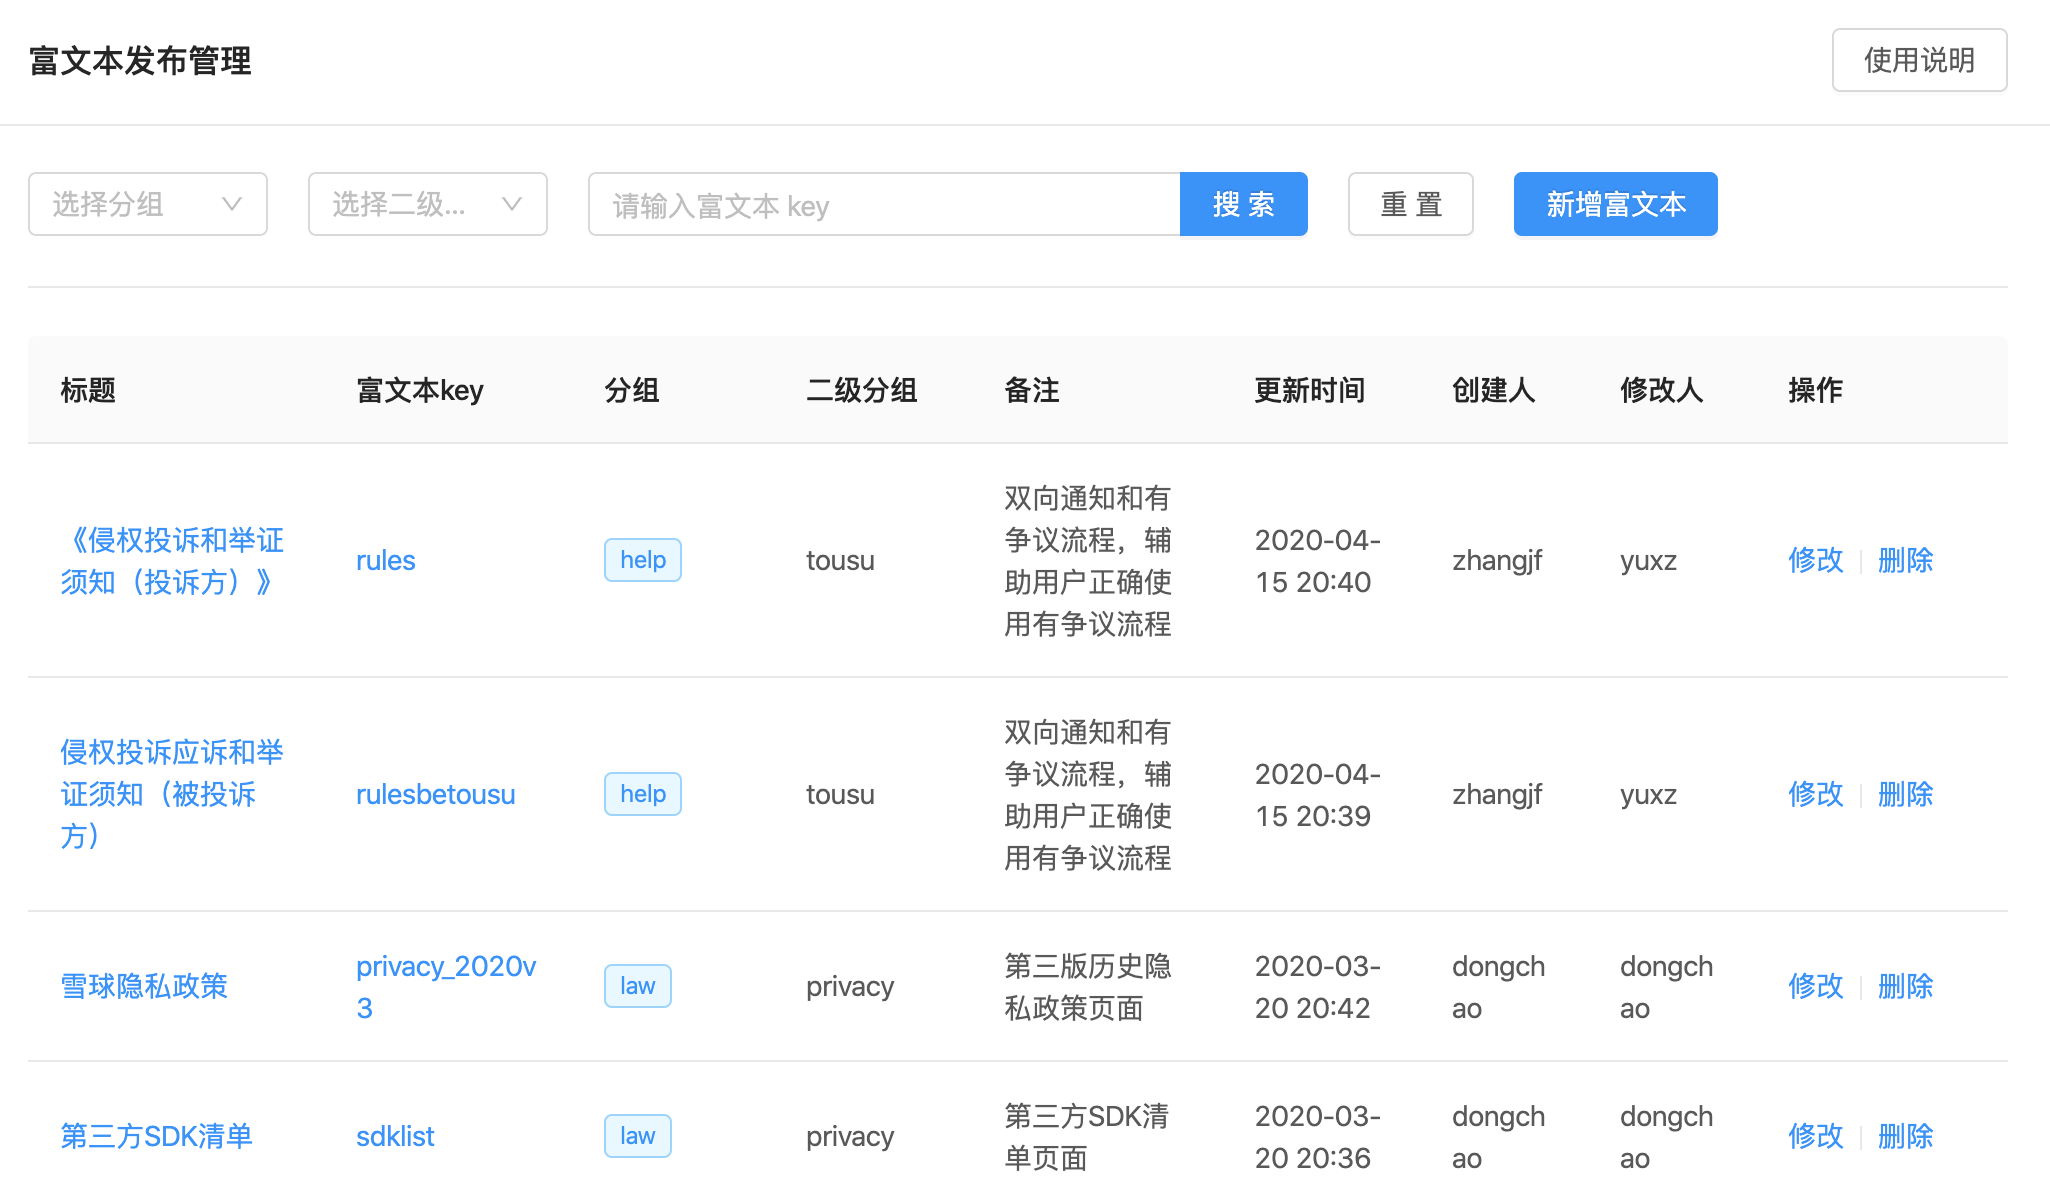 富文本发布管理
使用说明
选择分组
选择二级...
请输入富文本 key
搜 索
重 置
新增富文本
标题 富文本key 分组 二级分组 备注 更新时间 创建人 修改人 操作
《侵权投诉和举证
须知（投诉方）》
rules
help
tousu
双向通知和有
争议流程，辅
助用户正确使
用有争议流程
2020-04-
15 20:40
zhangjf
yuxz
修改 删除
侵权投诉应诉和举
证须知（被投诉
方）
rulesbetousu
help
tousu
双向通知和有
争议流程，辅
助用户正确使
用有争议流程
2020-04-
15 20:39
zhangjf
yuxz
修改 删除
雪球隐私政策
privacy_2020v
3
law
privacy
第三版历史隐
私政策页面
2020-03-
20 20:42
dongch
ao
dongch
ao
修改 删除
第三方SDK清单
sdklist
law
privacy
第三方SDK清
单页面
2020-03-
20 20:36
dongch
ao
dongch
ao
修改 删除